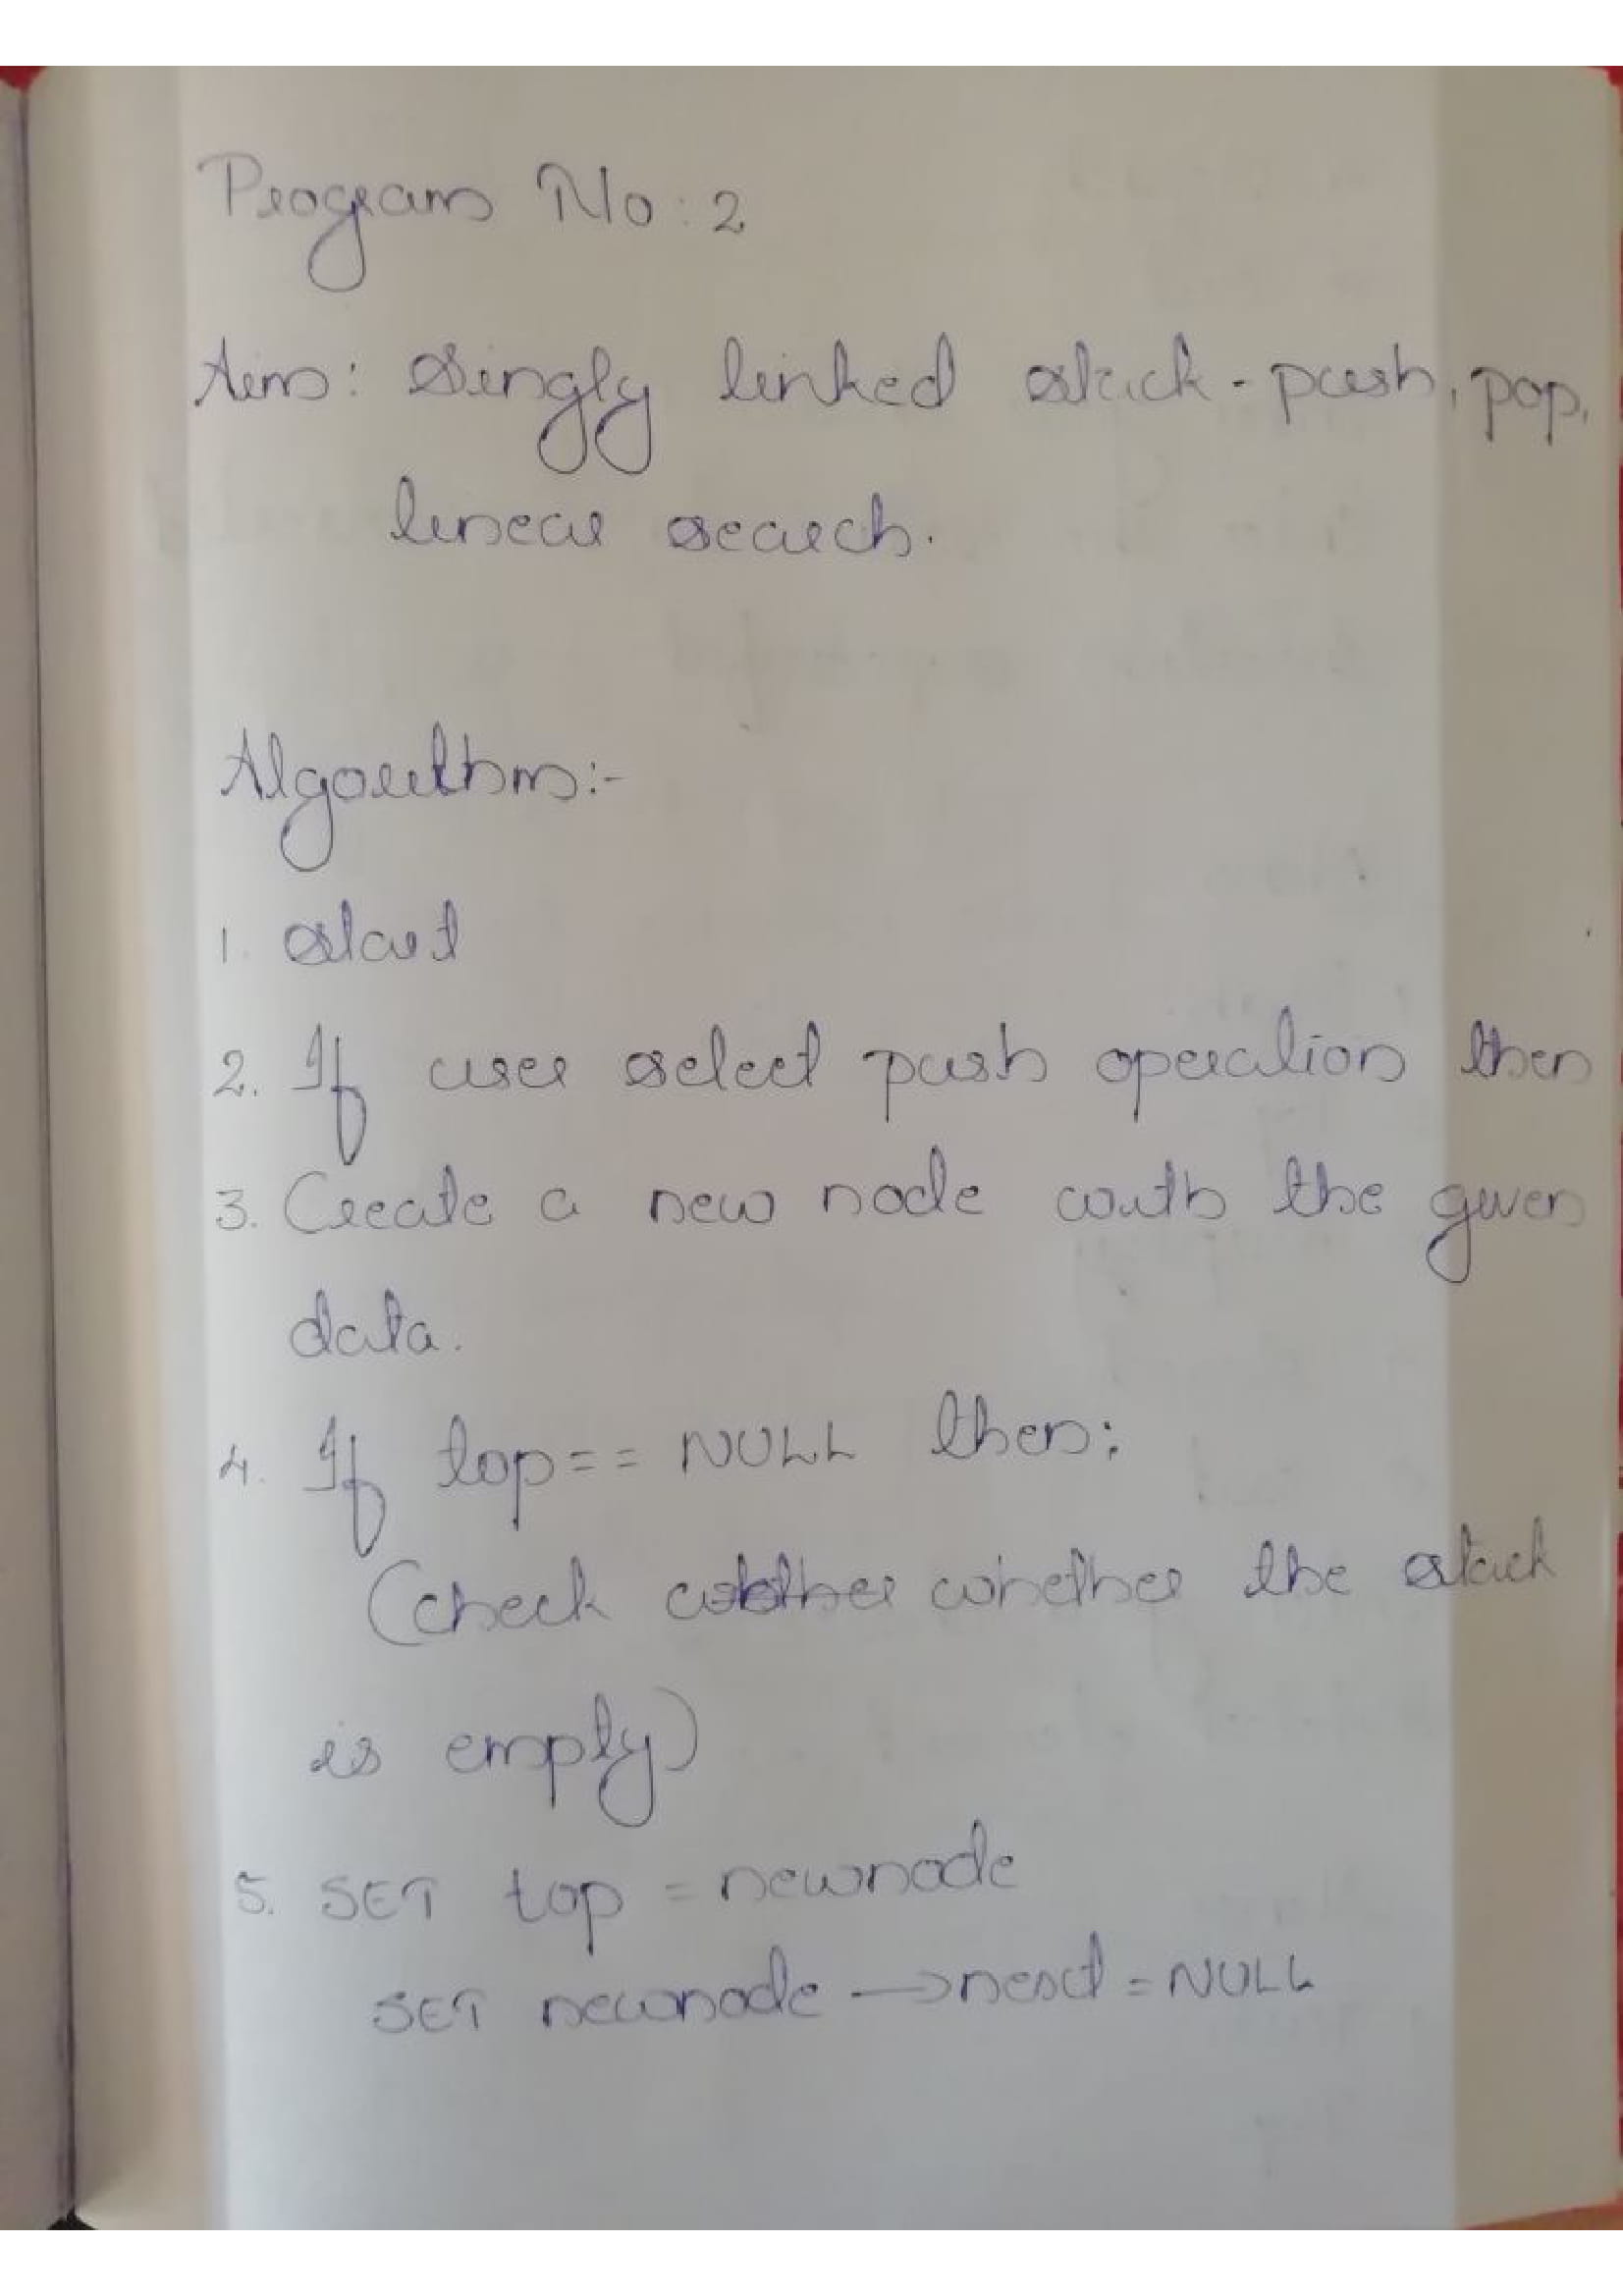 Program No: 2
Aim: Singly linked stack - push, pop,
linear search.
Algorithm:-
1. Start
2. If user select push operation then
3. Create a new node with the given
data.
4. If top == NULL then;
(check whether the stack
is empty)
5. SET top = newnode
SET newnode → next = NULL